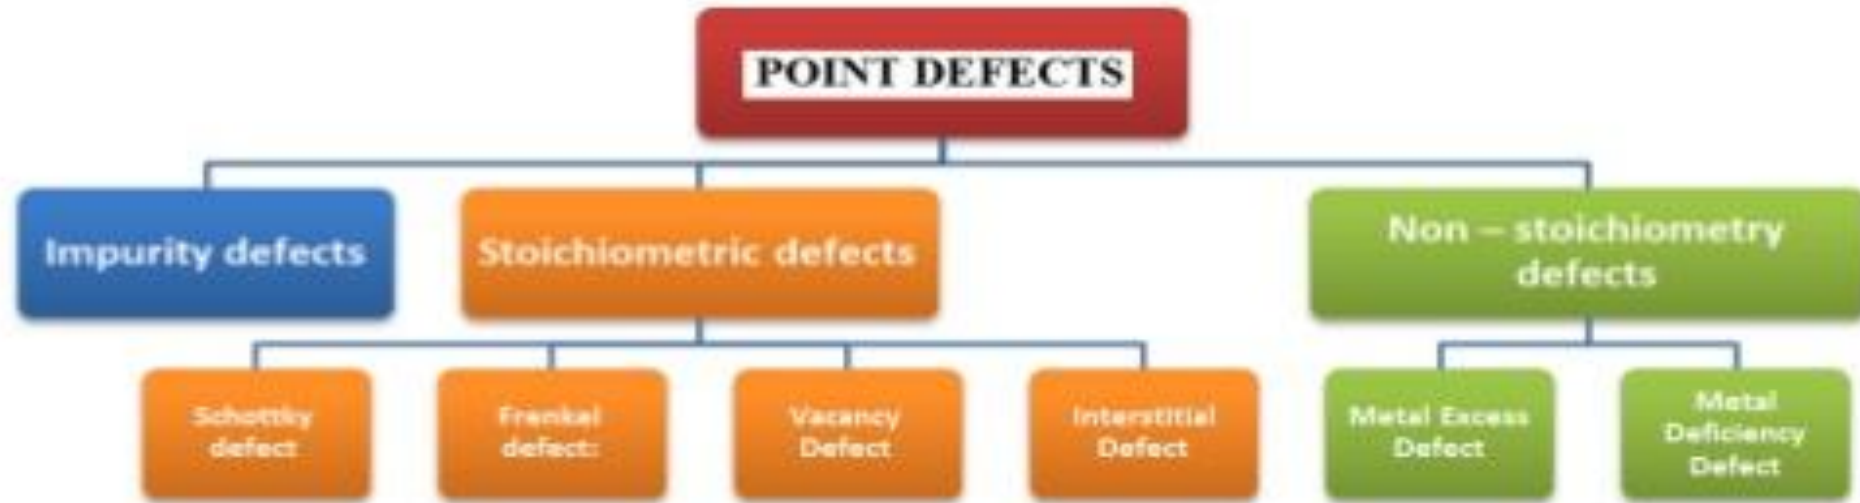 POINT DEFECTS
Impurity defects
Stoichiometric defects
Non – stoichiometry
defects
Schottky
defect
Frenkel
defect:
Vacancy
Defect
Interstitial
Defect
Metal Excess
Defect
Metal
Deficiency
Defect